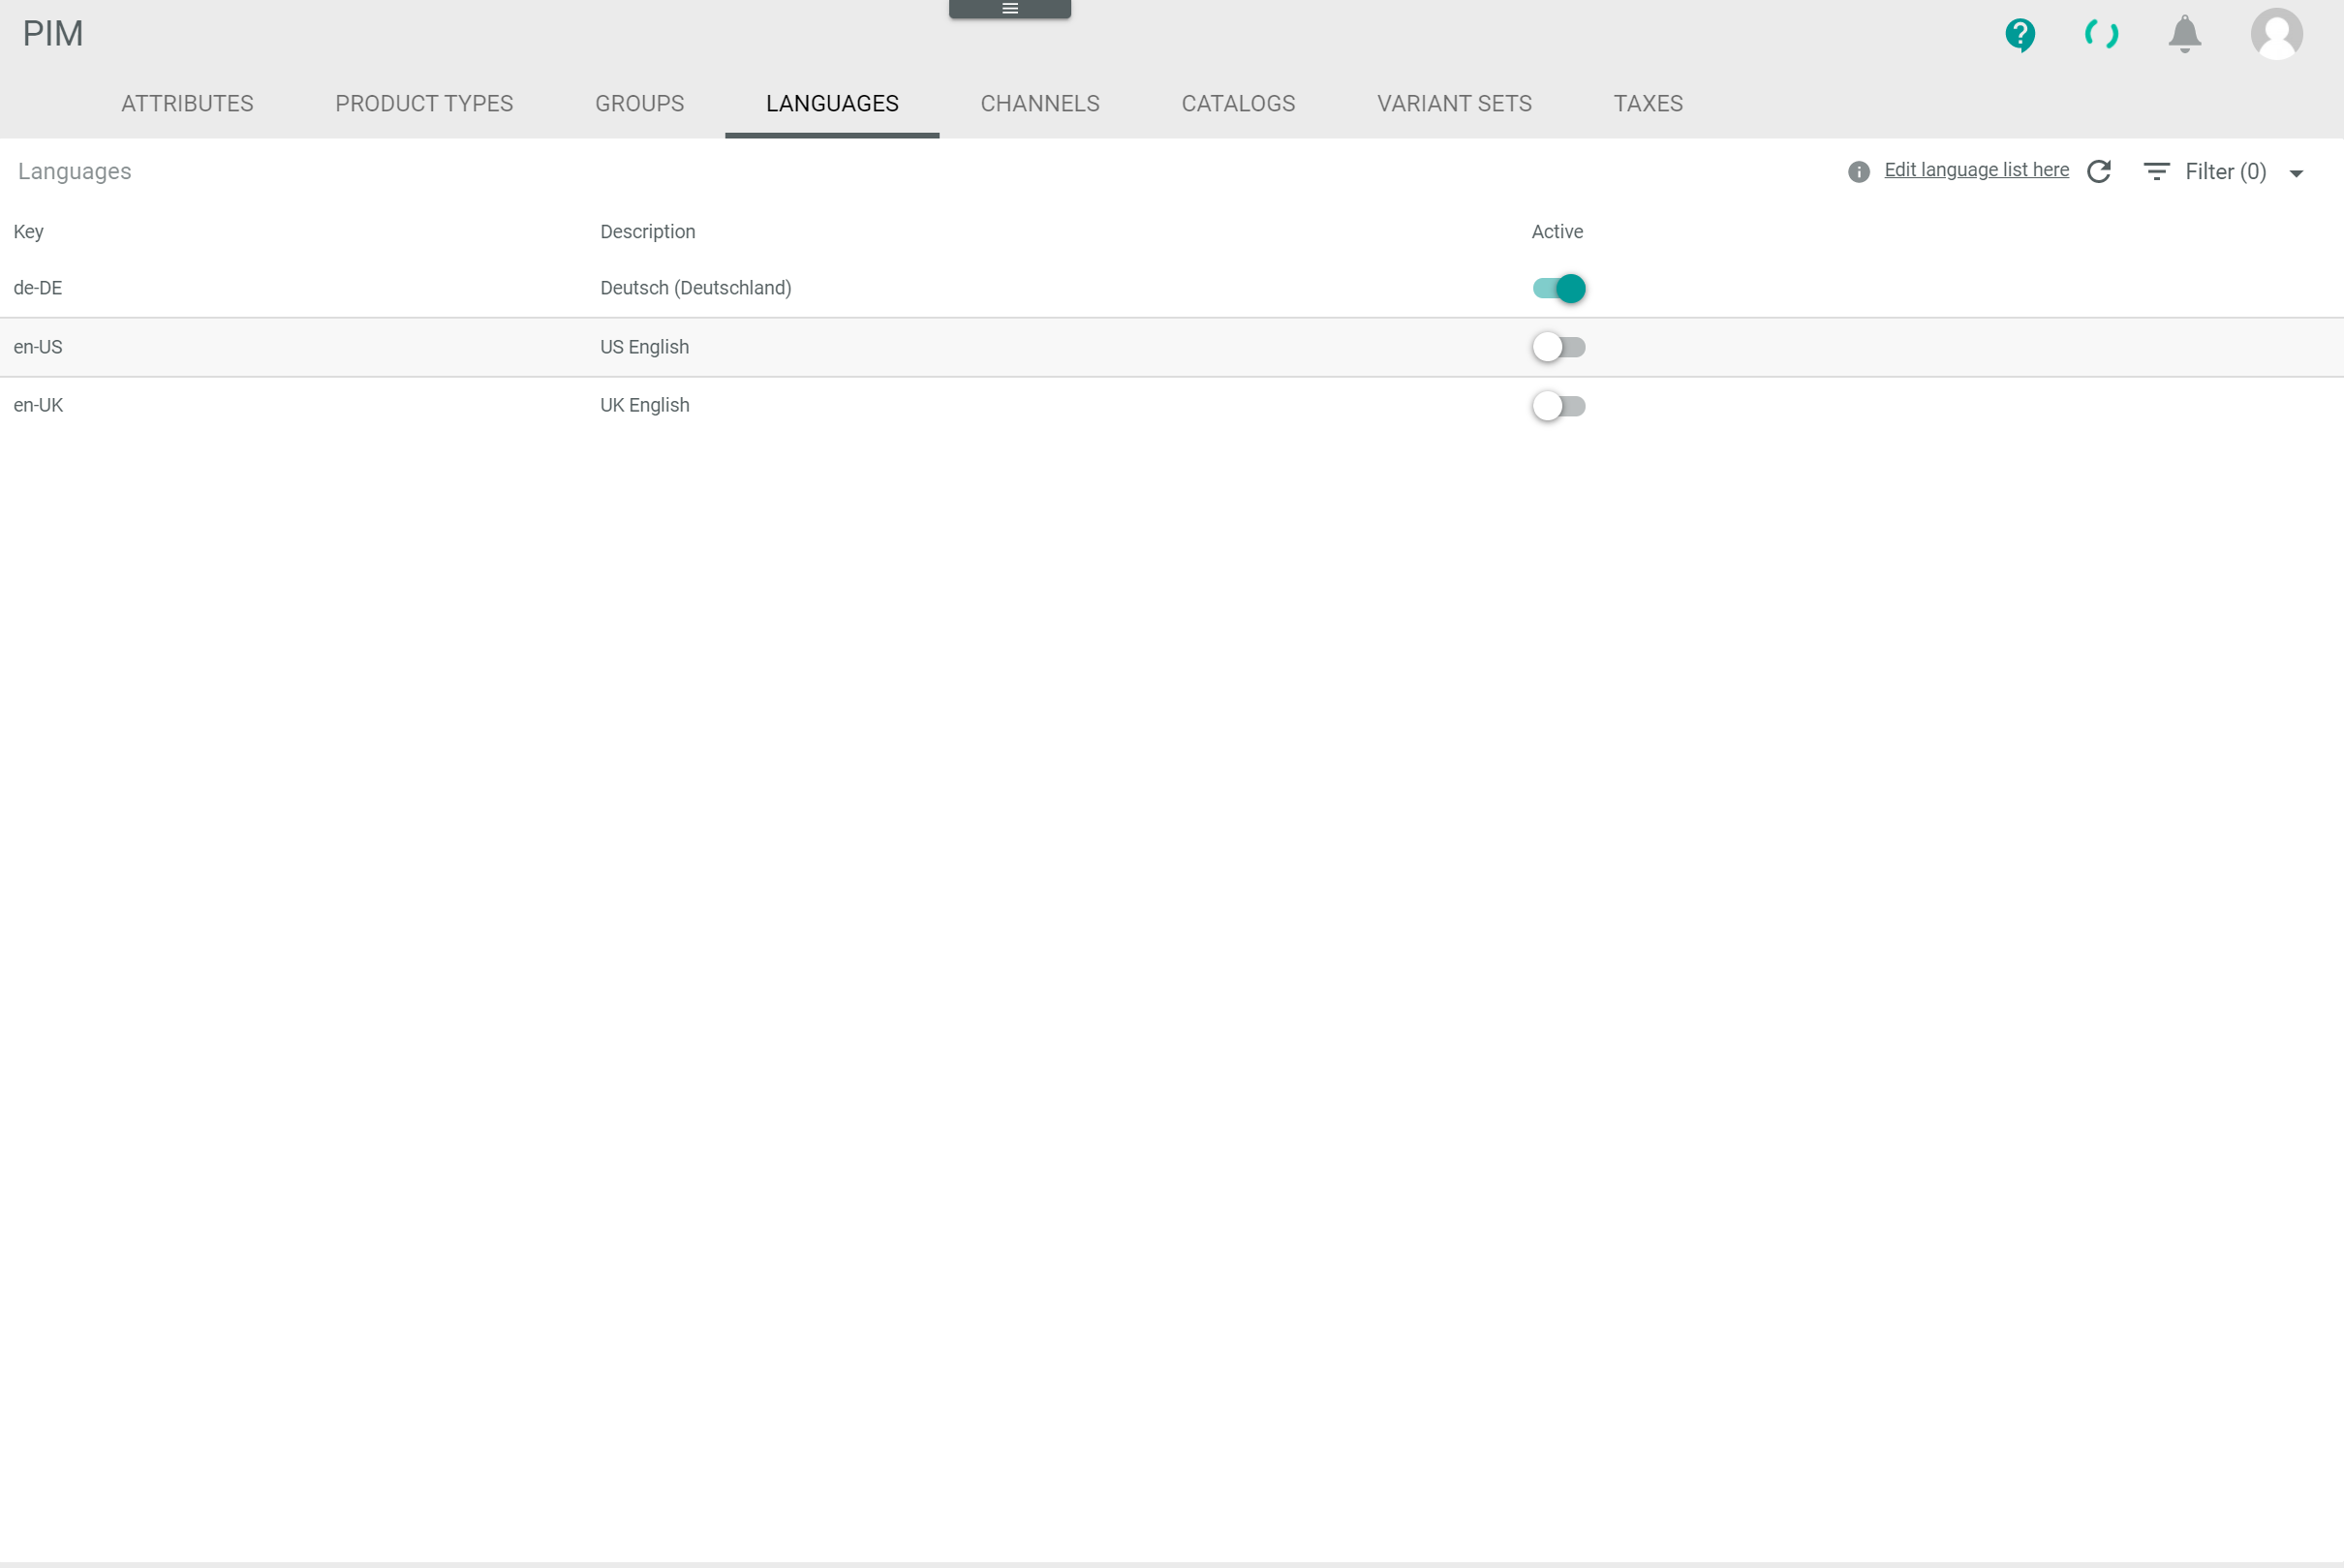 PIM
ATTRIBUTES PRODUCT TYPES GROUPS LANGUAGES CHANNELS CATALOGS VARIANT SETS TAXES
Languages Edit language list here Filter (0)
Key Description Active
de-DE Deutsch (Deutschland)
en-US US English
en-UK UK English